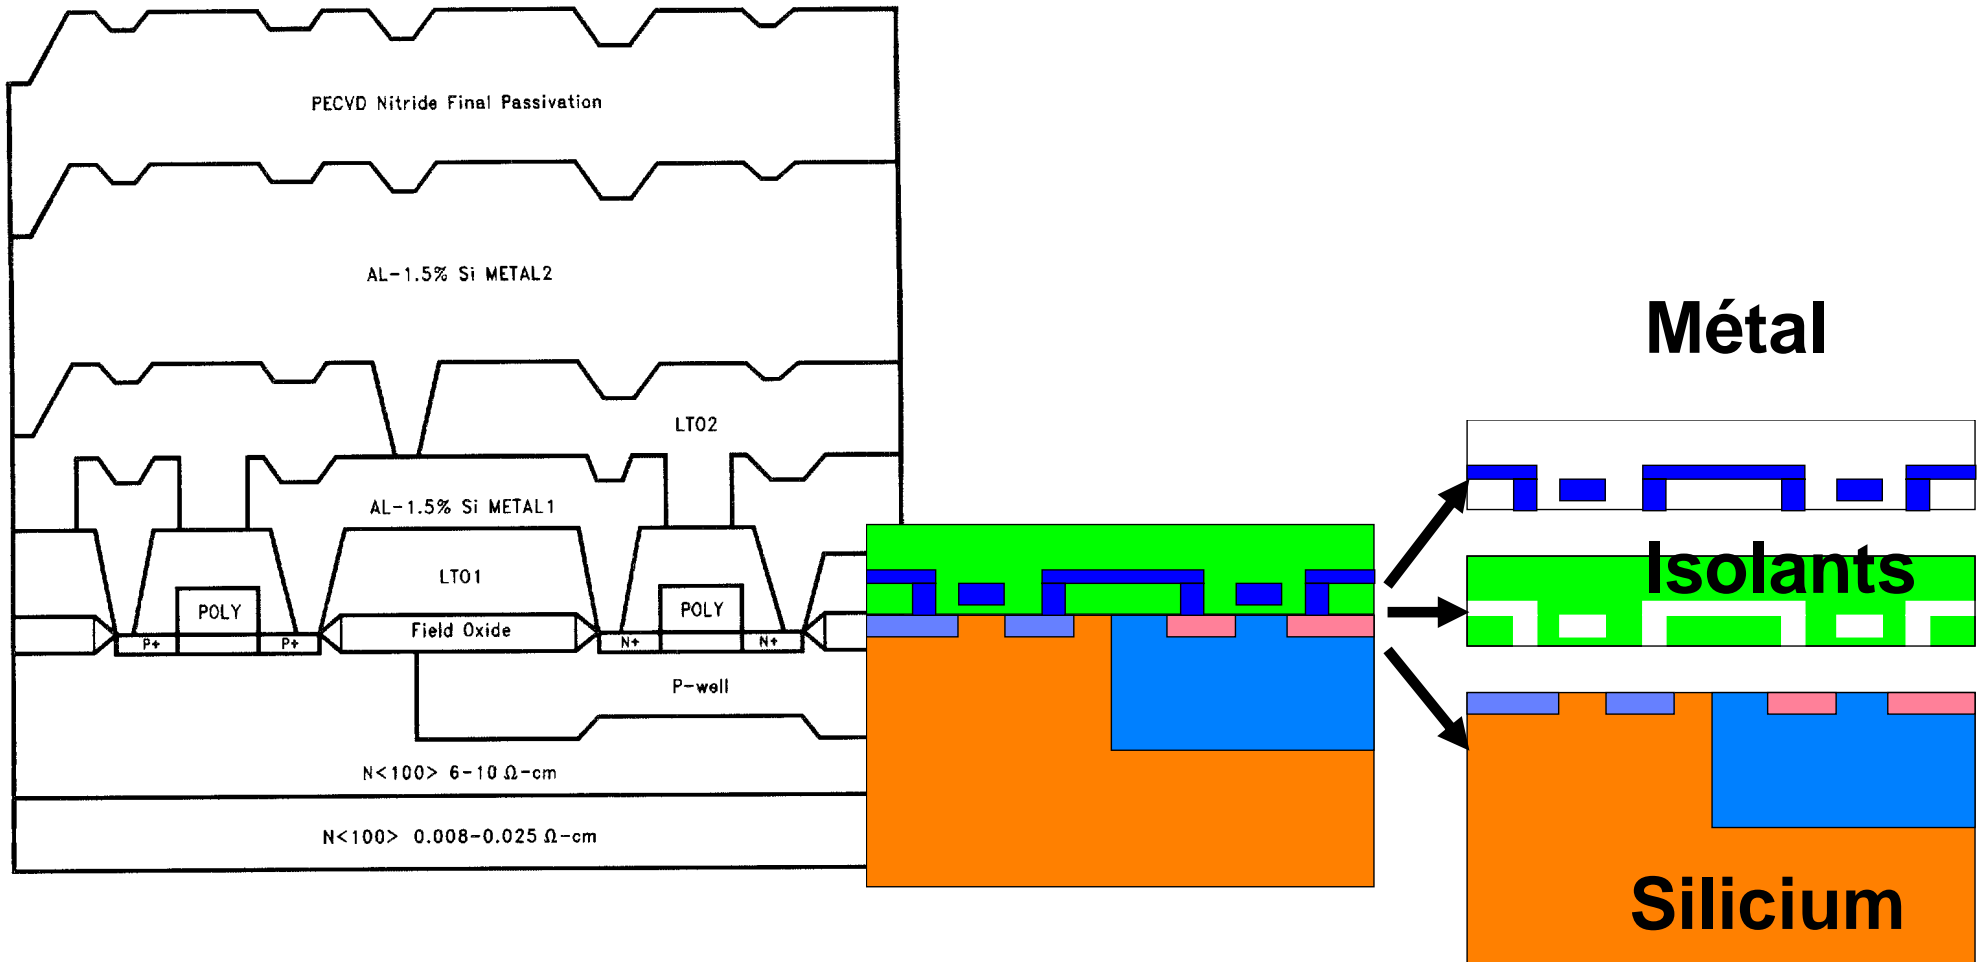 PECVD Nitride Final Passivation
AL-1.5% Si METAL2
LTO2
AL-1.5% Si METAL1
LTO1
POLY
POLY
Field Oxide
P+
P+
N+
N+
P-well
N<100> 6-10 Ω-cm
N<100> 0.008-0.025 Ω-cm
Métal
Isolants
Silicium